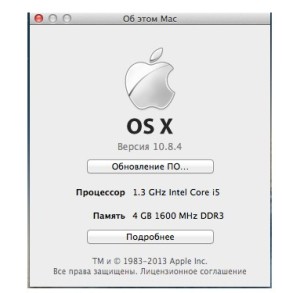 Об этом Mac
OS X
Версия 10.8.4
Обновление ПО...
Процессор 1.3 GHz Intel Core i5
Память 4 GB 1600 MHz DDR3
Подробнее
TM и © 1983–2013 Apple Inc.
Все права защищены. Лицензионное соглашение